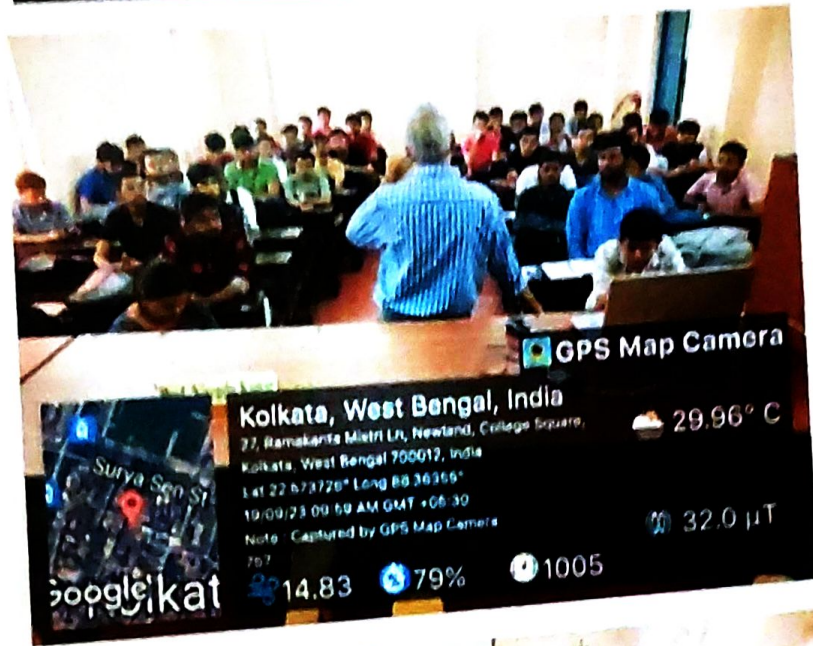 GPS Map Camera
Kolkata, West Bengal, India
27, Ramakanta Mistri Ln, Newland, College Square,
Kolkata, West Bengal 700012, India
Lat 22.573728° Long 88.36356°
19/09/23 09:59 AM GMT +05:30
Note : Captured by GPS Map Camera
29.96° C
32.0 µT
14.83
79%
1005
Surya Sen St
Google